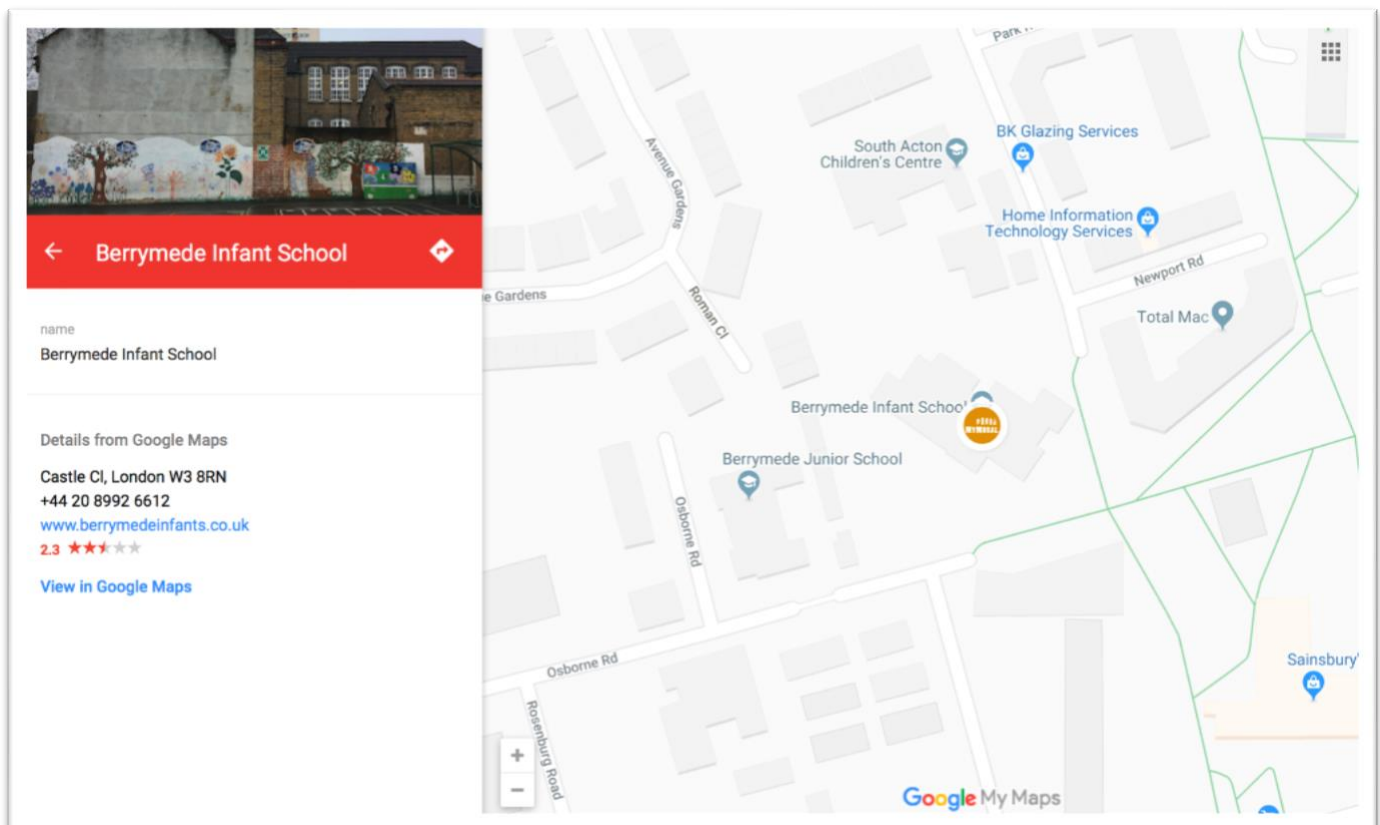 Berrymede Infant School
name
Berrymede Infant School
Details from Google Maps
Castle Cl, London W3 8RN
+44 20 8992 6612
www.berrymedeinfants.co.uk
2.3
View in Google Maps
Park
Avenue Gardens
South Acton
Children's Centre
BK Glazing Services
Home Information
Technology Services
Newport Rd
e Gardens
Roman Cl
Total Mac
Berrymede Infant School
Berrymede Junior School
Osborne Rd
Osborne Rd
Rosenburg Road
Sainsbury'
+
−
Google My Maps